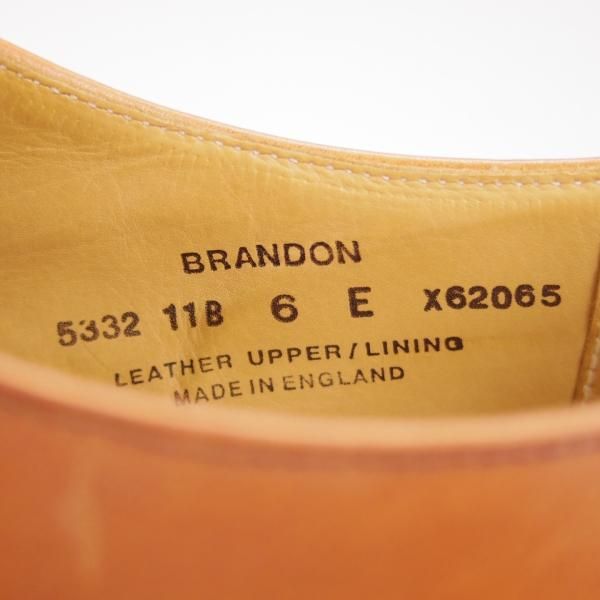 BRANDON
5332 11B 6 E X62065
LEATHER UPPER/LINING
MADE IN ENGLAND